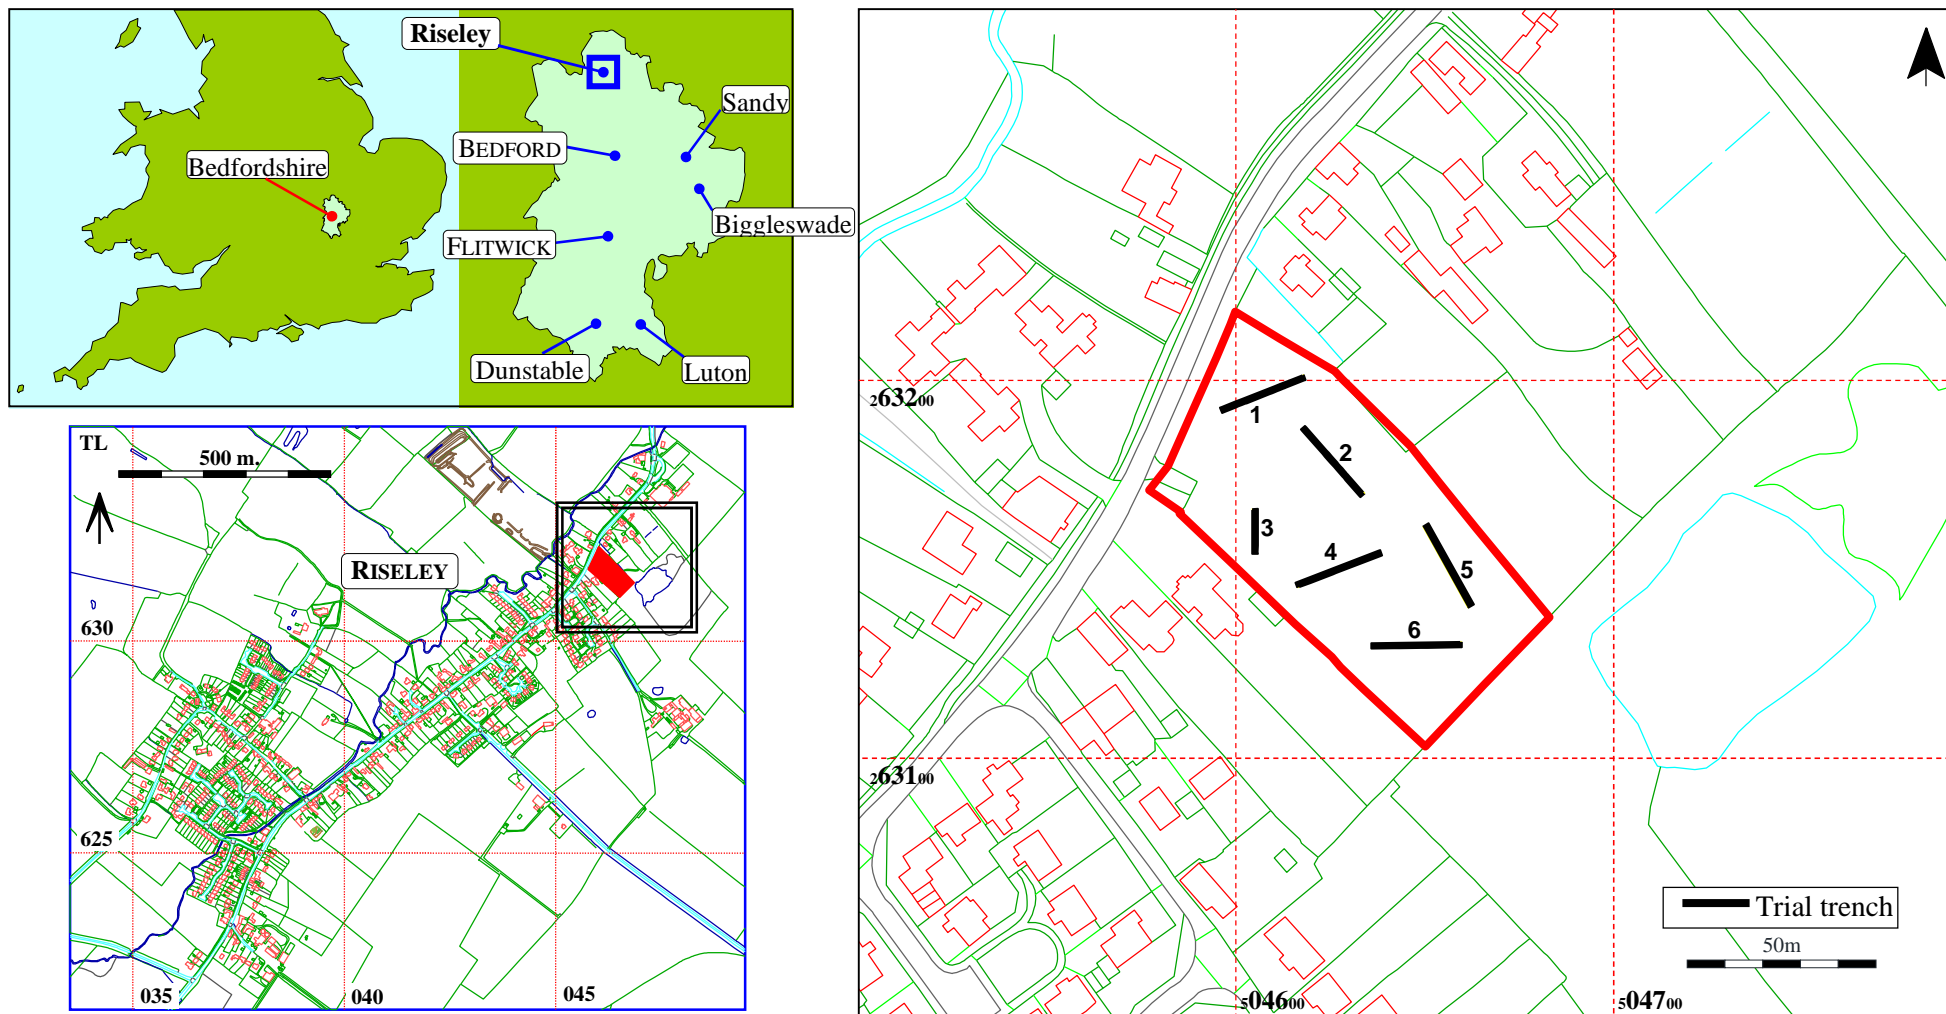 Riseley
Sandy
BEDFORD
Bedfordshire
Biggleswade
FLITWICK
Dunstable
Luton
TL
500 m.
RISELEY
630
625
035
040
045
263200
1
2
3
4
5
6
263100
Trial trench
50m
504600
504700